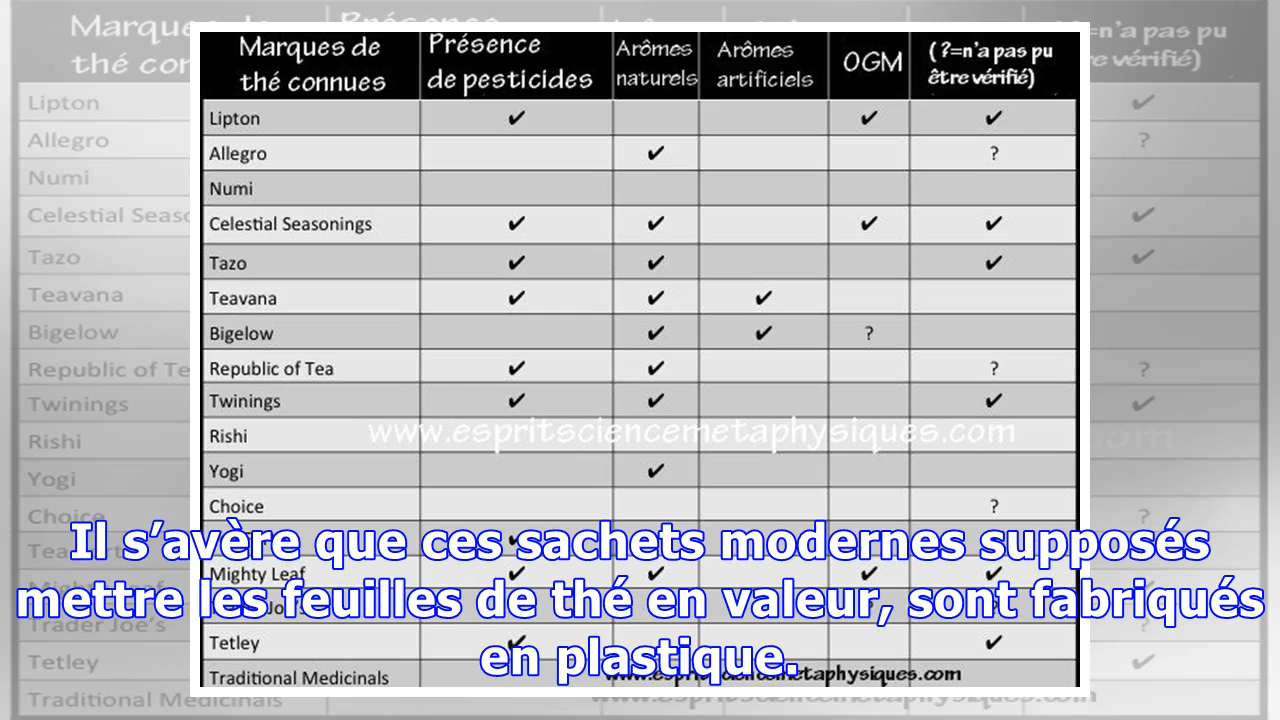 Marques de thé connues
Présence de pesticides
Arômes naturels
Arômes artificiels
OGM
( ?=n'a pas pu être vérifié)
Lipton ✔ ✔ ✔
Allegro ✔ ?
Numi
Celestial Seasonings ✔ ✔ ✔ ✔
Tazo ✔ ✔ ✔
Teavana ✔ ✔ ✔
Bigelow ✔ ✔ ?
Republic of Tea ✔ ✔ ?
Twinings ✔ ✔ ✔
www.espritsciencemetaphysiques.com
Rishi
Yogi ✔
Choice ?
Il s’avère que ces sachets modernes supposés
Mighty Leaf ✔ ✔ ✔ ✔
mettre les feuilles de thé en valeur, sont fabriqués
Tetley ✔ ✔
en plastique.
Traditional Medicinals